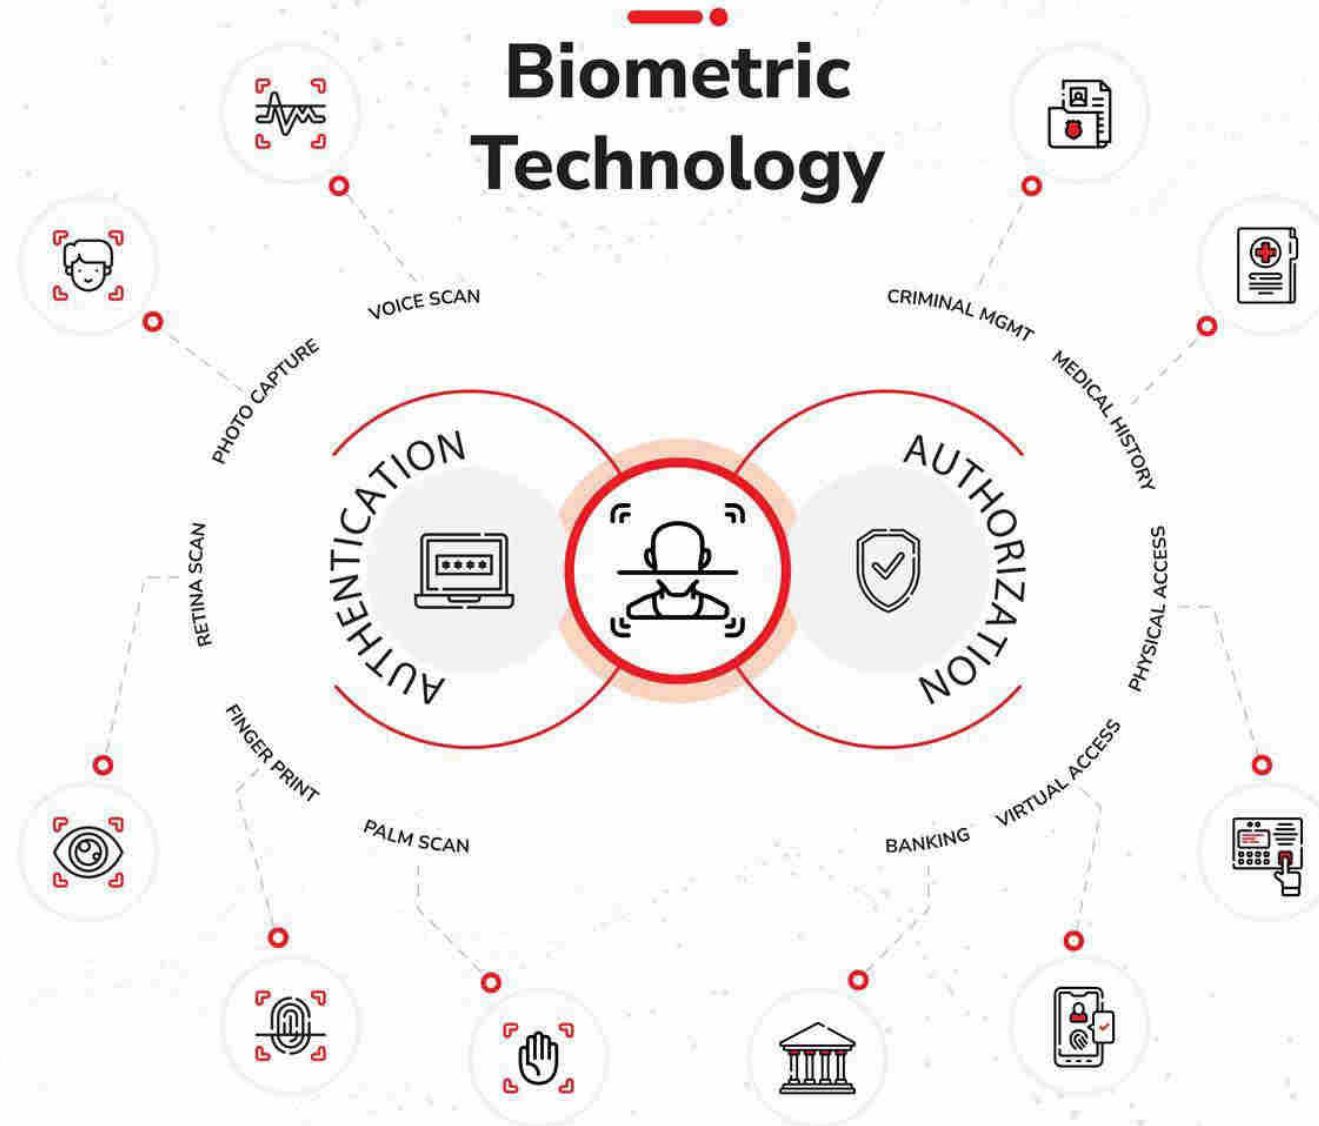 Biometric
Technology
VOICE SCAN
PHOTO CAPTURE
RETINA SCAN
FINGER PRINT
PALM SCAN
AUTHENTICATION
****
AUTHORIZATION
CRIMINAL MGMT
MEDICAL HISTORY
PHYSICAL ACCESS
VIRTUAL ACCESS
BANKING